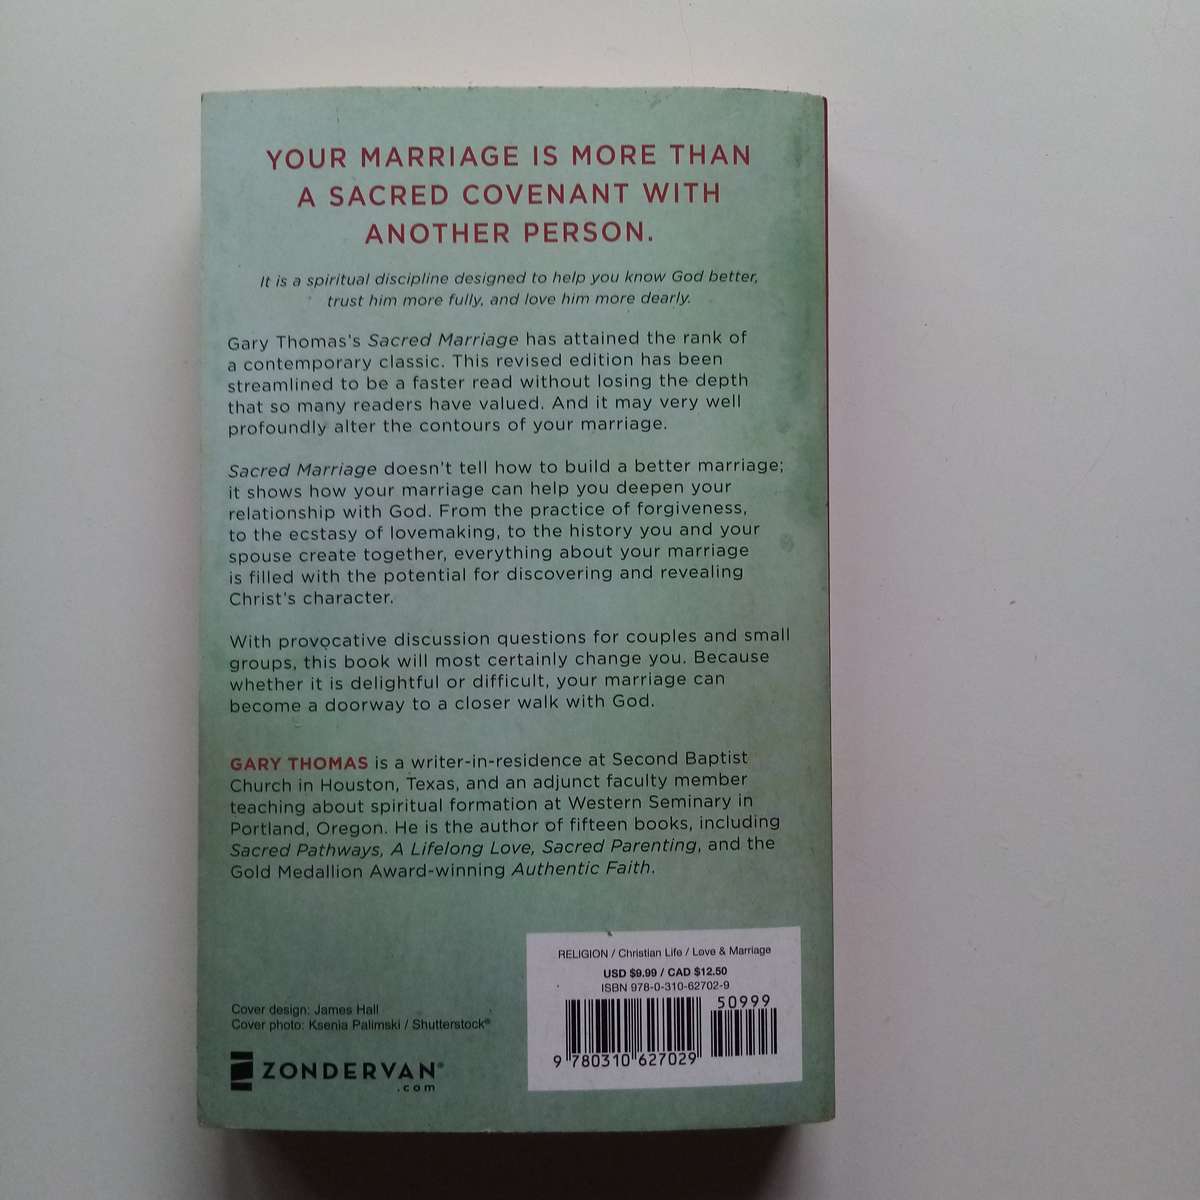 YOUR MARRIAGE IS MORE THAN
A SACRED COVENANT WITH
ANOTHER PERSON.
It is a spiritual discipline designed to help you know God better,
trust him more fully, and love him more dearly.
Gary Thomas's Sacred Marriage has attained the rank of
a contemporary classic. This revised edition has been
streamlined to be a faster read without losing the depth
that so many readers have valued. And it may very well
profoundly alter the contours of your marriage.
Sacred Marriage doesn't tell how to build a better marriage;
it shows how your marriage can help you deepen your
relationship with God. From the practice of forgiveness,
to the ecstasy of lovemaking, to the history you and your
spouse create together, everything about your marriage
is filled with the potential for discovering and revealing
Christ's character.
With provocative discussion questions for couples and small
groups, this book will most certainly change you. Because
whether it is delightful or difficult, your marriage can
become a doorway to a closer walk with God.
GARY THOMAS is a writer-in-residence at Second Baptist
Church in Houston, Texas, and an adjunct faculty member
teaching about spiritual formation at Western Seminary in
Portland, Oregon. He is the author of fifteen books, including
Sacred Pathways, A Lifelong Love, Sacred Parenting, and the
Gold Medallion Award-winning Authentic Faith.
Cover design: James Hall
Cover photo: Ksenia Palimski / Shutterstock®
ZONDERVAN®
.com
RELIGION / Christian Life / Love & Marriage
USD $9.99 / CAD $12.50
ISBN 978-0-310-62702-9
50999
9 780310 627029